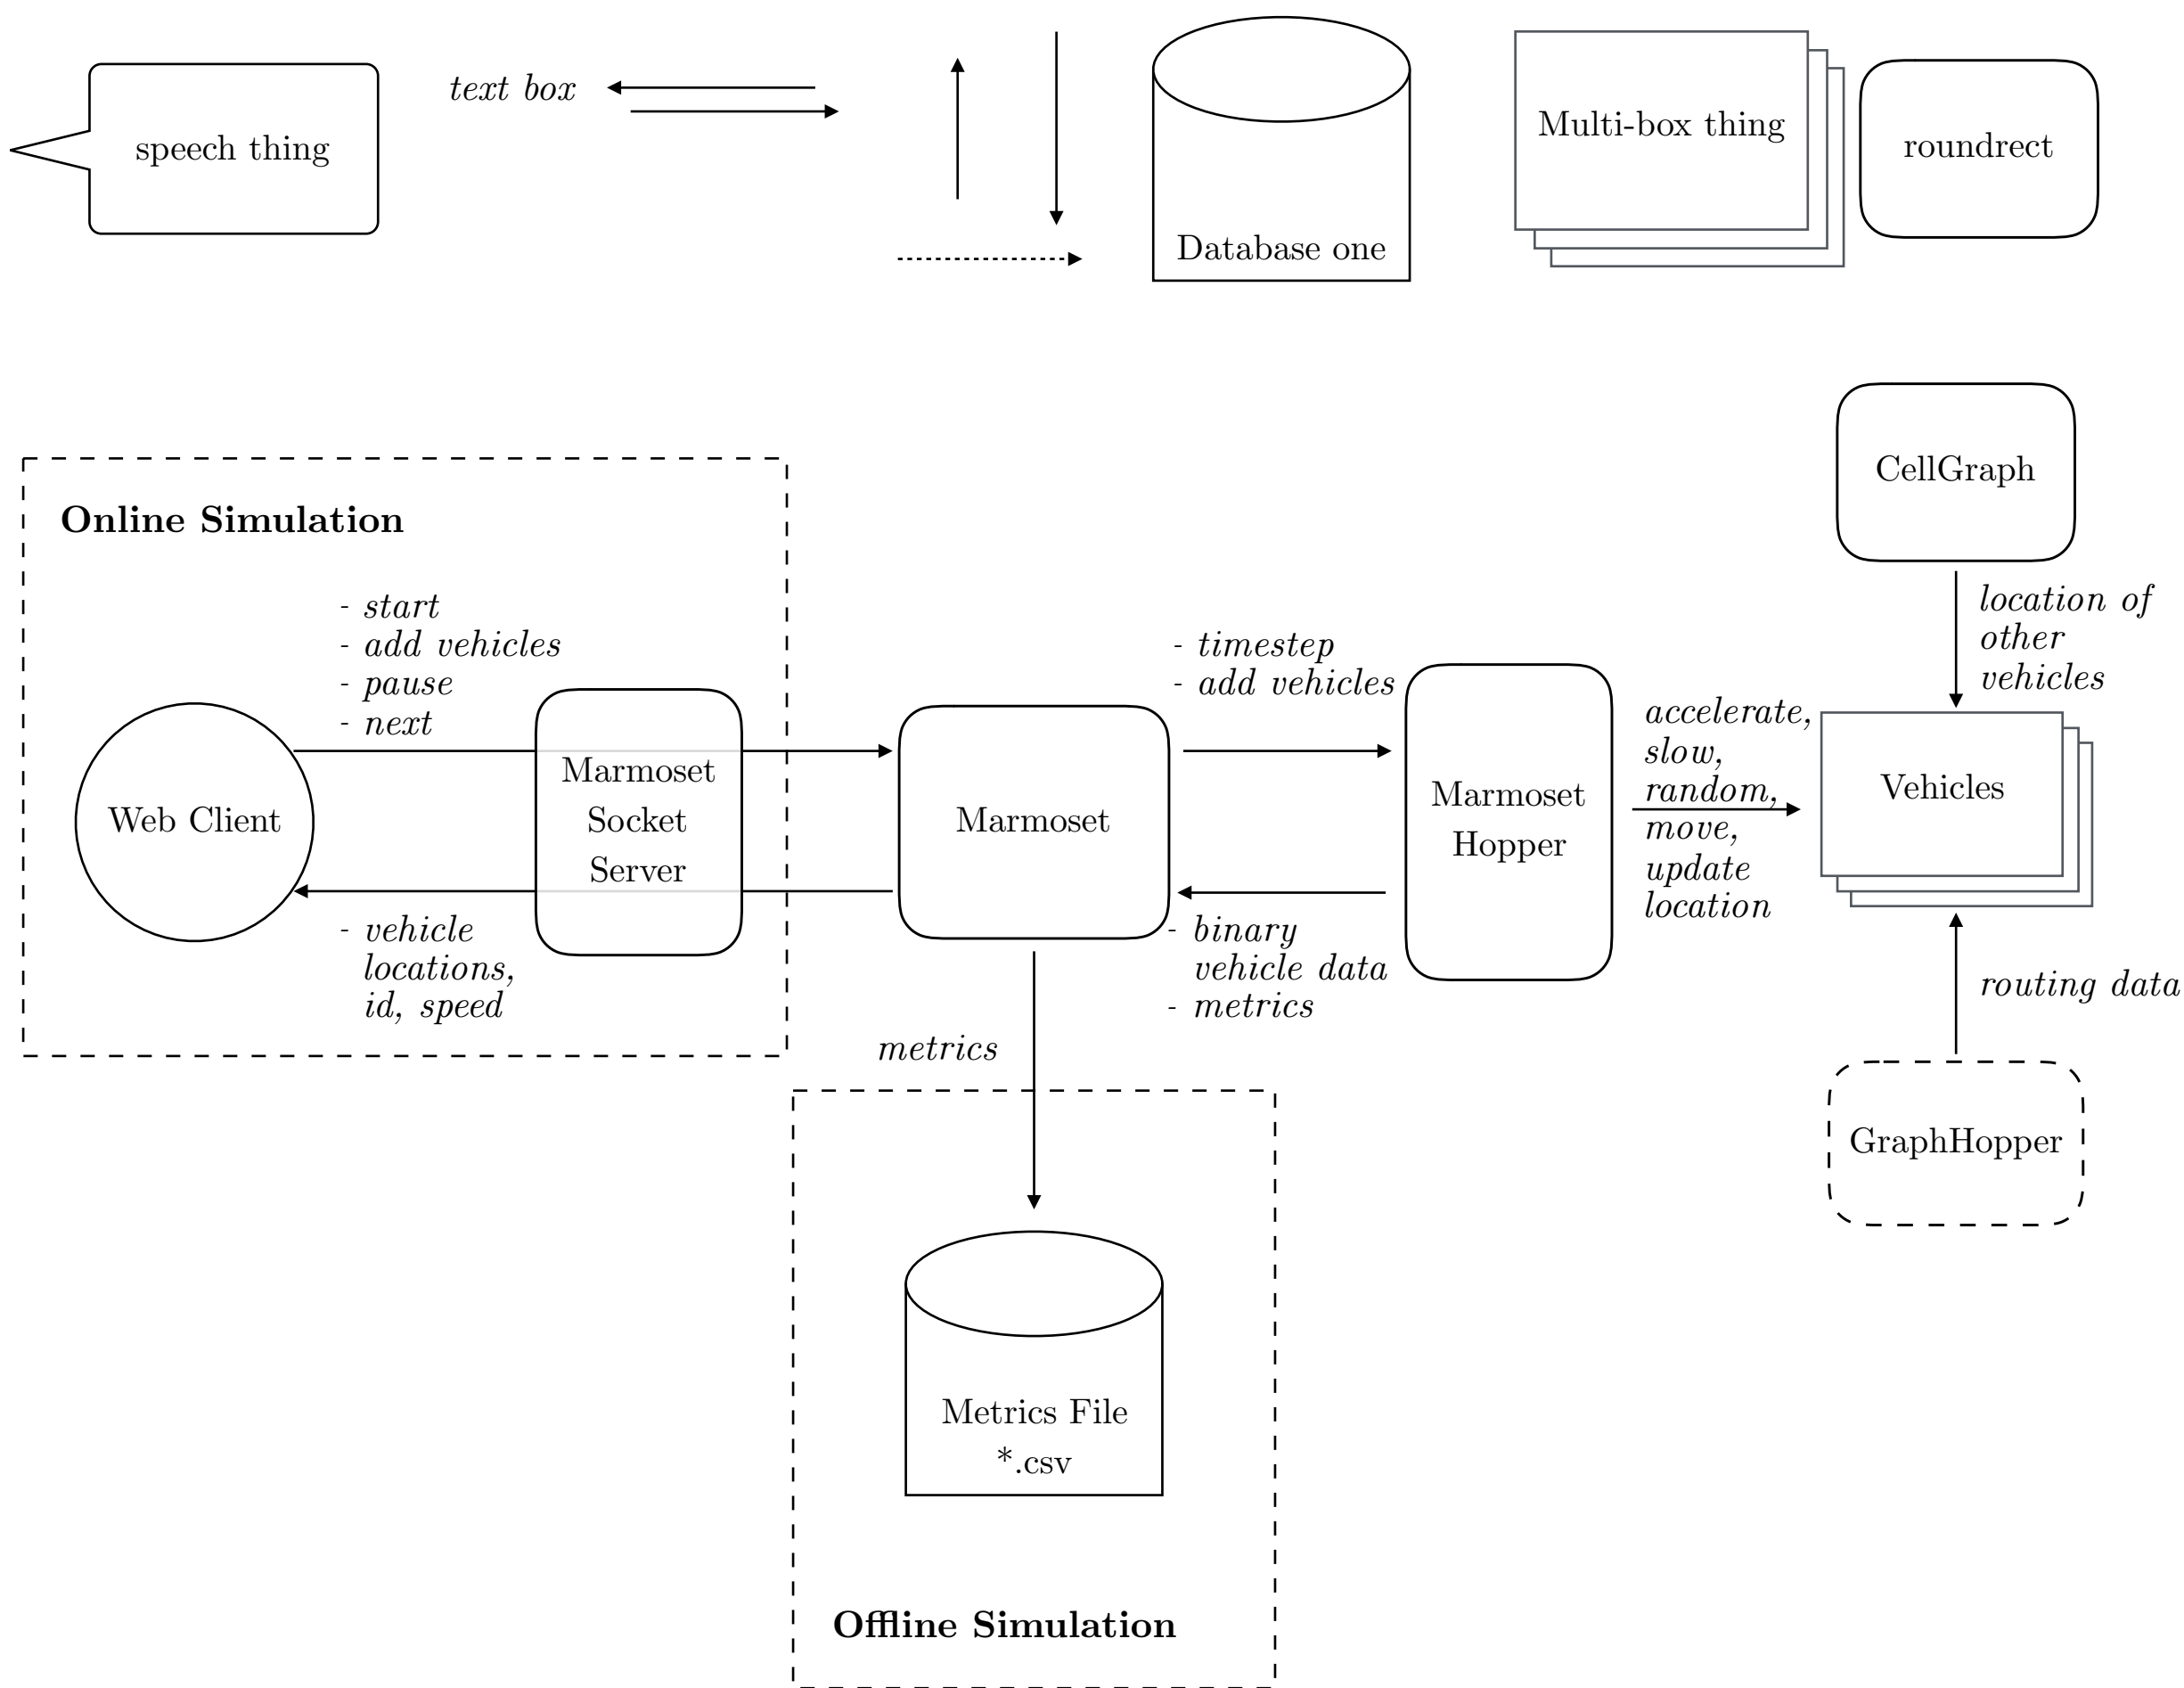 speech thing
text box
Database one
Multi-box thing
roundrect
CellGraph
Online Simulation
- start
- add vehicles
- pause
- next
Web Client
Marmoset
Socket
Server
- vehicle
locations,
id, speed
Marmoset
- timestep
- add vehicles
- binary
vehicle data
- metrics
Marmoset
Hopper
accelerate,
slow,
random,
move,
update
location
location of
other
vehicles
Vehicles
routing data
GraphHopper
metrics
Metrics File
*.csv
Offline Simulation